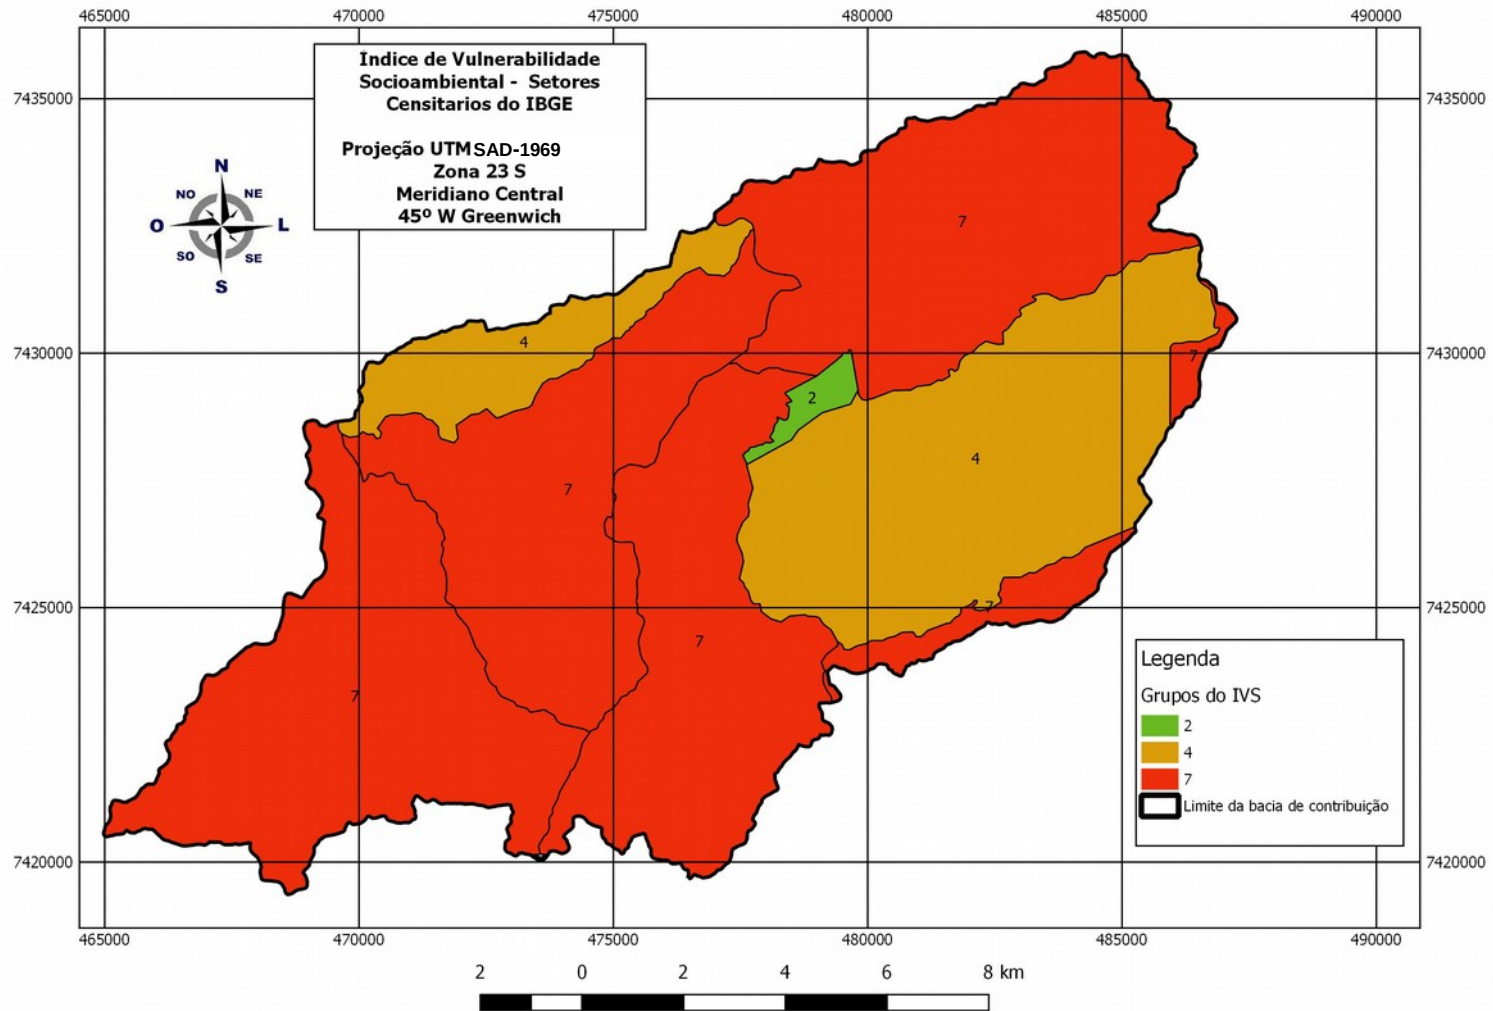 465000 470000 475000 480000 485000 490000
Índice de Vulnerabilidade
Socioambiental - Setores
Censitarios do IBGE
Projeção UTM SAD-1969
Zona 23 S
Meridiano Central
45º W Greenwich
7435000 7435000
N
NO NE
O L
SO SE
S
7
4
7430000 7430000
7
2
4
7
7425000 7425000
7
7
7
Legenda
Grupos do IVS
2
4
7
Limite da bacia de contribuição
7420000 7420000
465000 470000 475000 480000 485000 490000
2 0 2 4 6 8 km